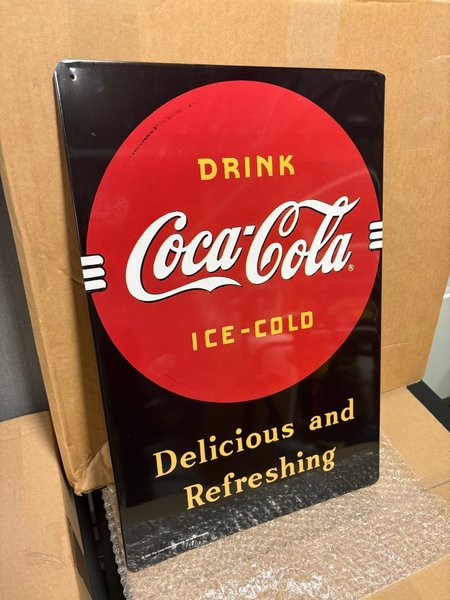 DRINK
Coca-Cola®
ICE-COLD
Delicious and
Refreshing